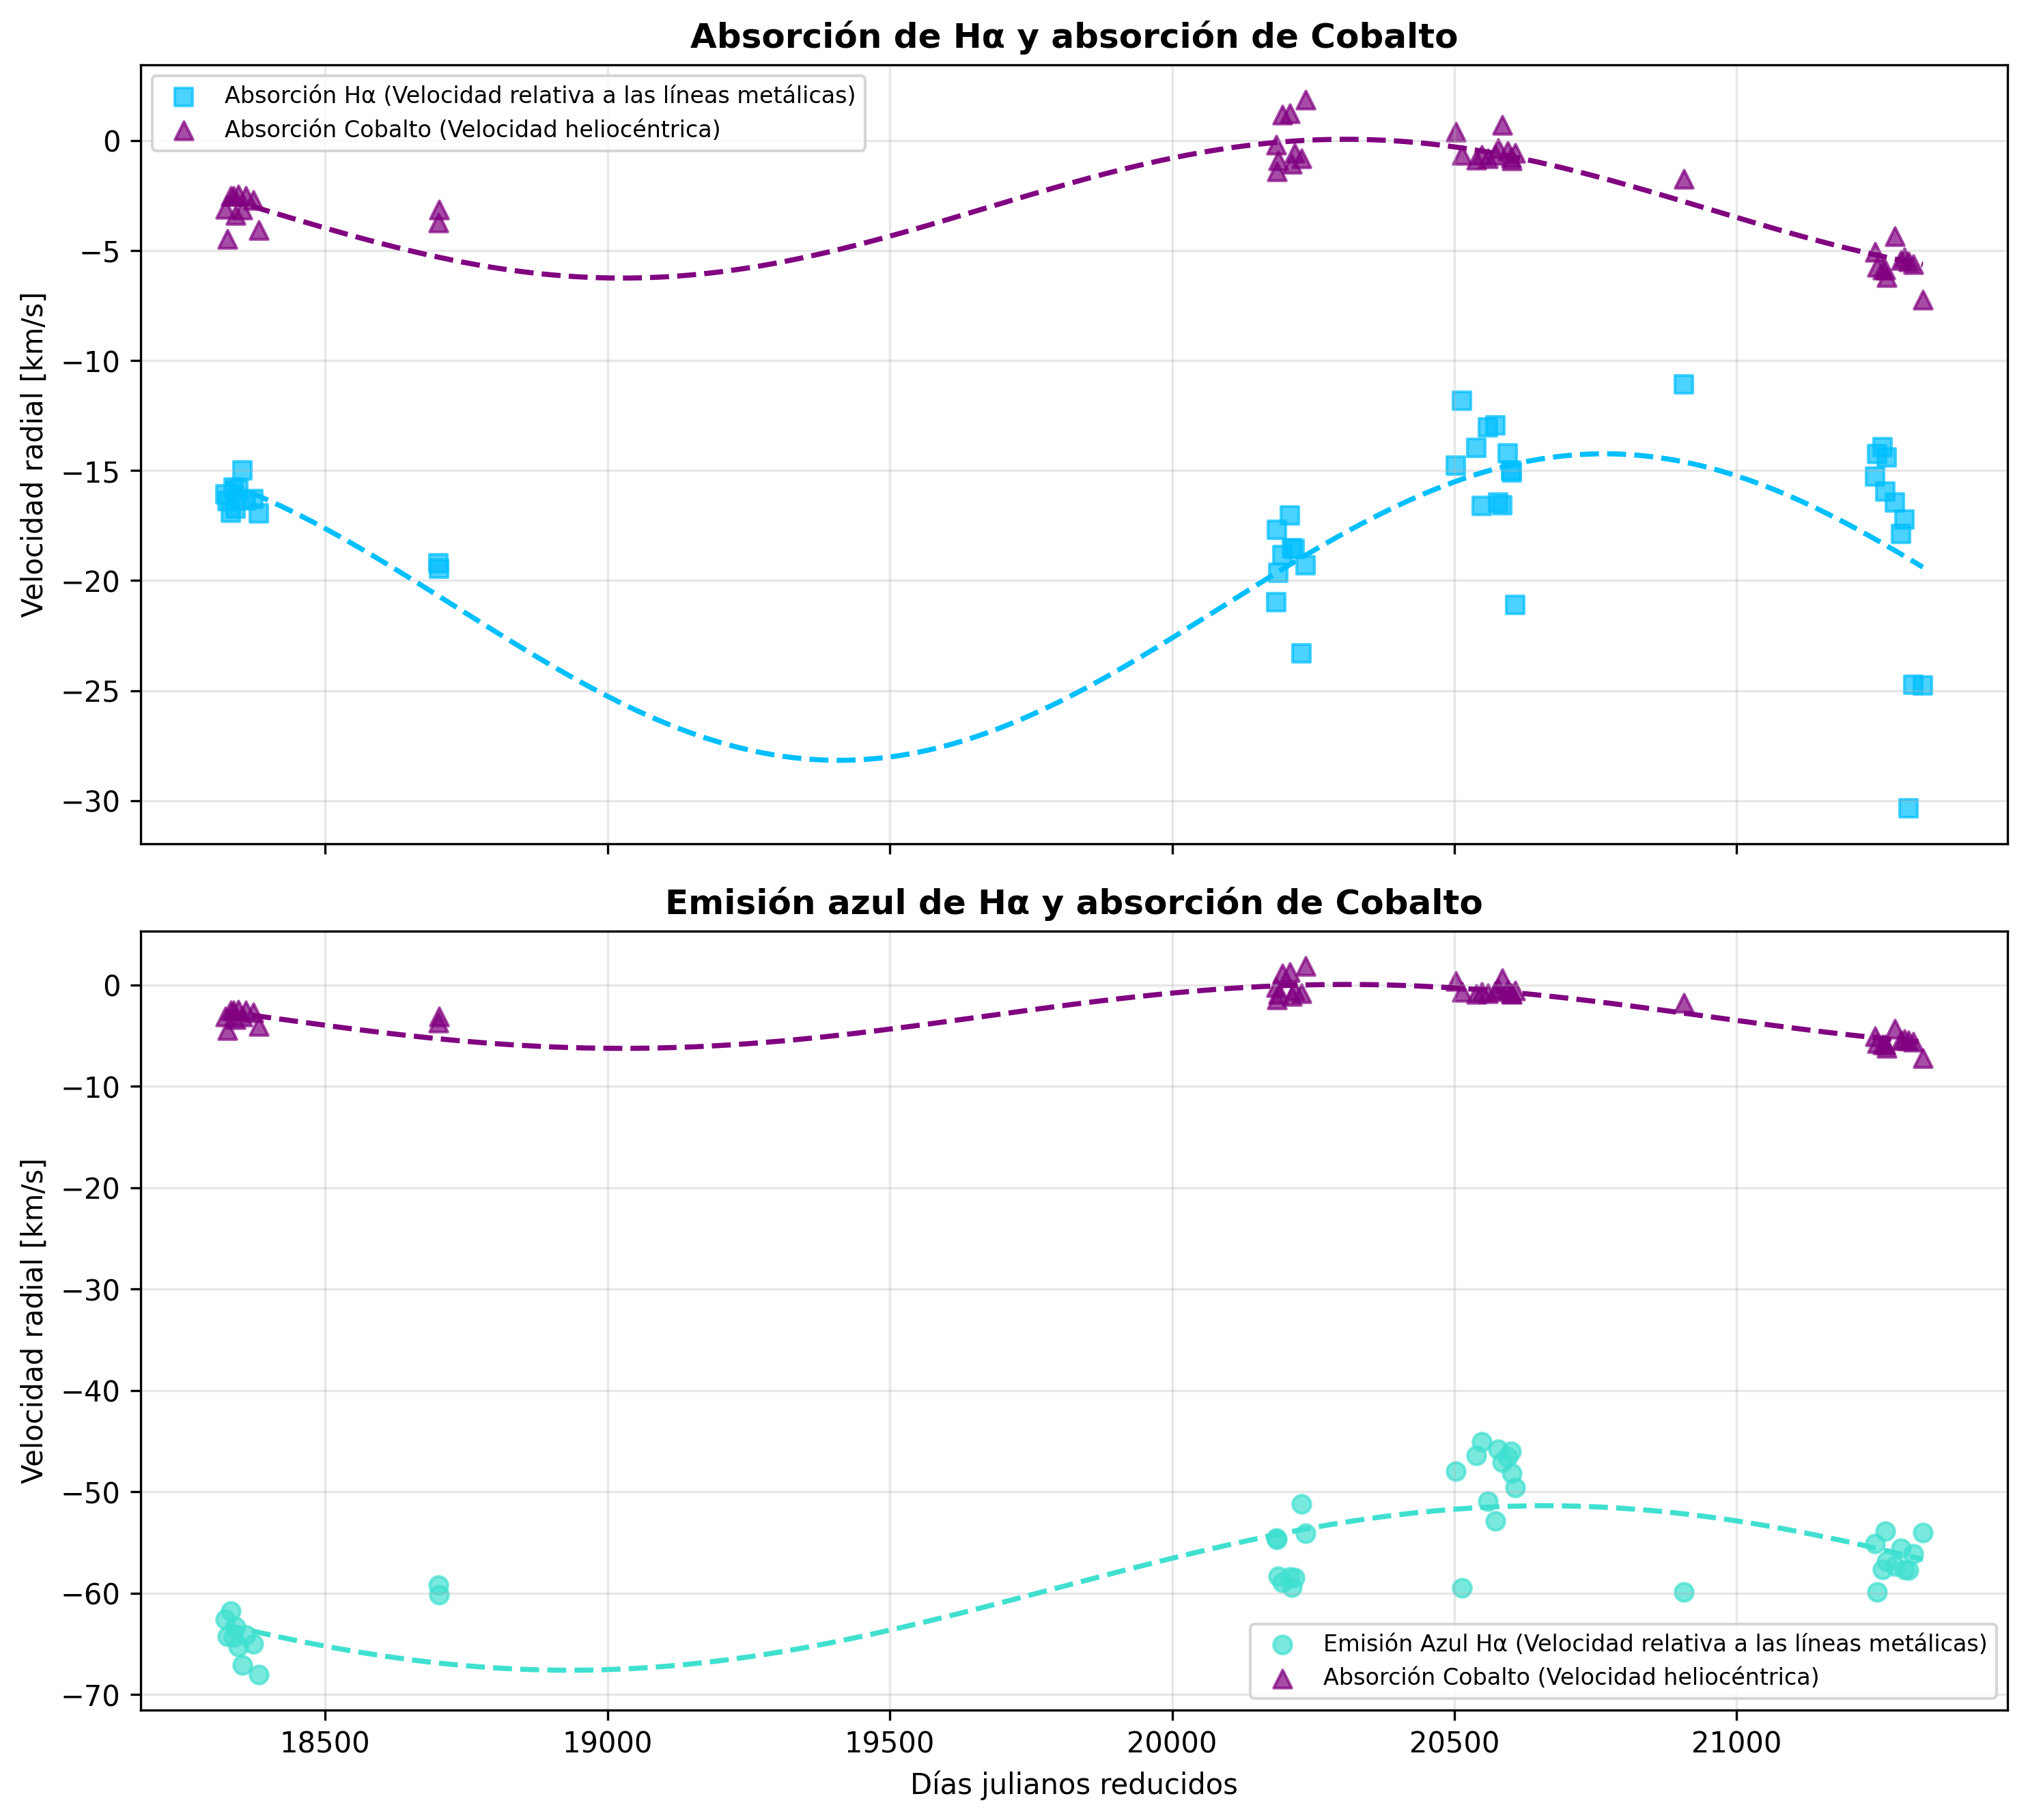 Absorción de Hα y absorción de Cobalto
Absorción Hα (Velocidad relativa a las líneas metálicas)
Absorción Cobalto (Velocidad heliocéntrica)
Velocidad radial [km/s]
0
−5
−10
−15
−20
−25
−30
Emisión azul de Hα y absorción de Cobalto
Velocidad radial [km/s]
0
−10
−20
−30
−40
−50
−60
−70
Emisión Azul Hα (Velocidad relativa a las líneas metálicas)
Absorción Cobalto (Velocidad heliocéntrica)
18500 19000 19500 20000 20500 21000
Días julianos reducidos